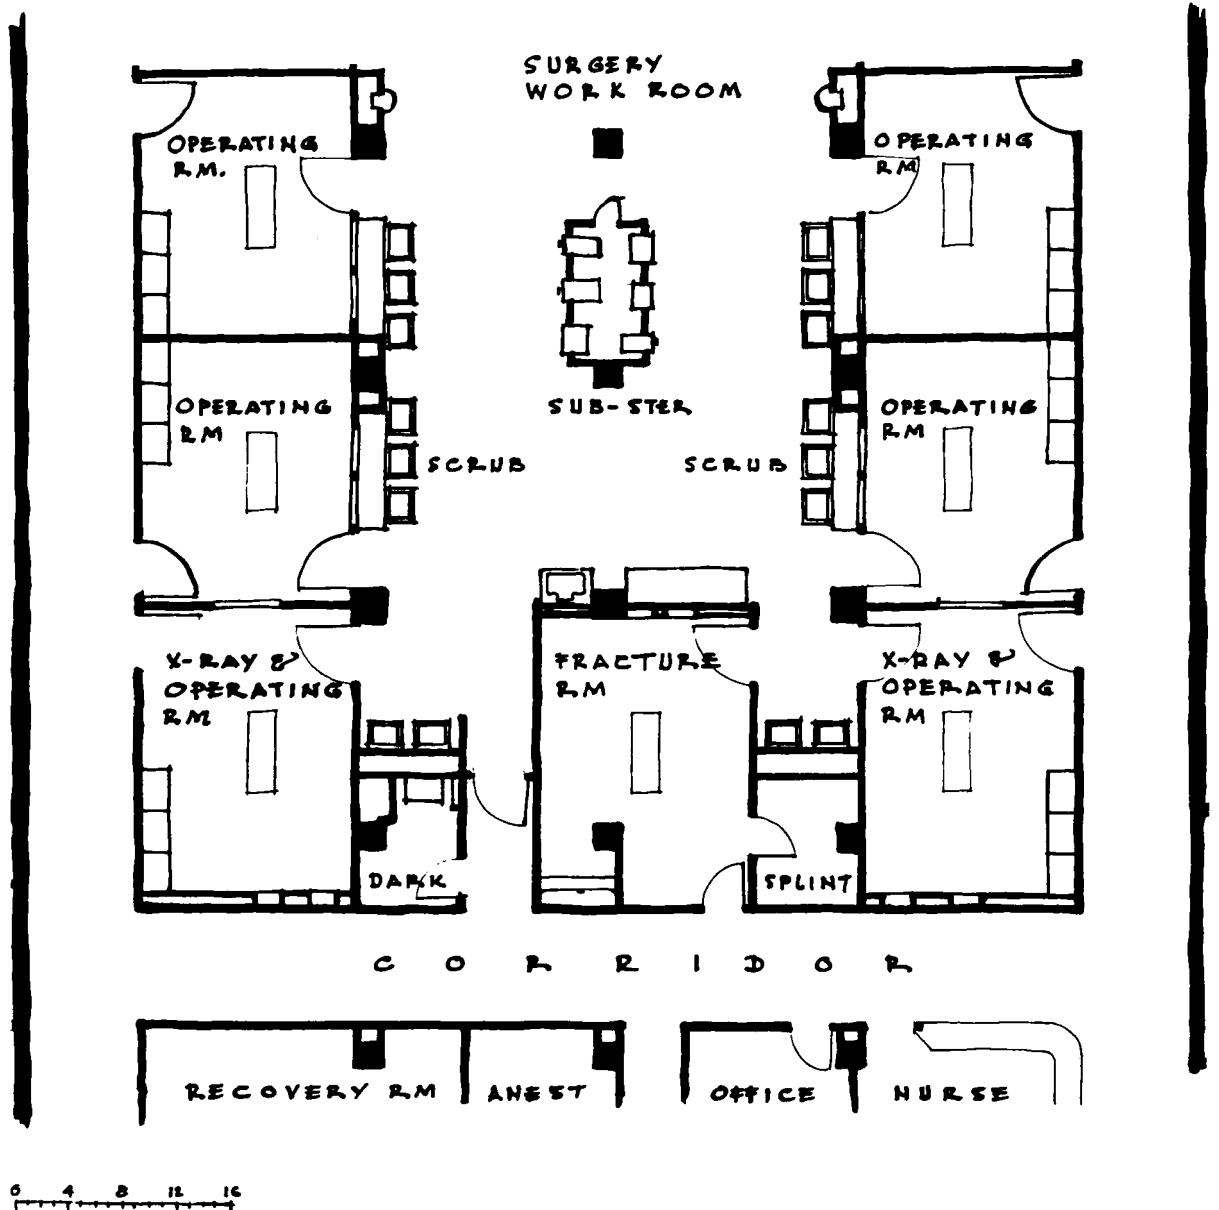 SURGERY
WORK ROOM
OPERATING
RM.
OPERATING
RM
SUB-STER
OPERATING
RM
OPERATING
RM
SCRUB
SCRUB
X-RAY &
OPERATING
RM
FRACTURE
RM
X-RAY &
OPERATING
RM
DARK
SPLINT
CORRIDOR
RECOVERY RM
ANEST
OFFICE
NURSE
0 4 8 12 16